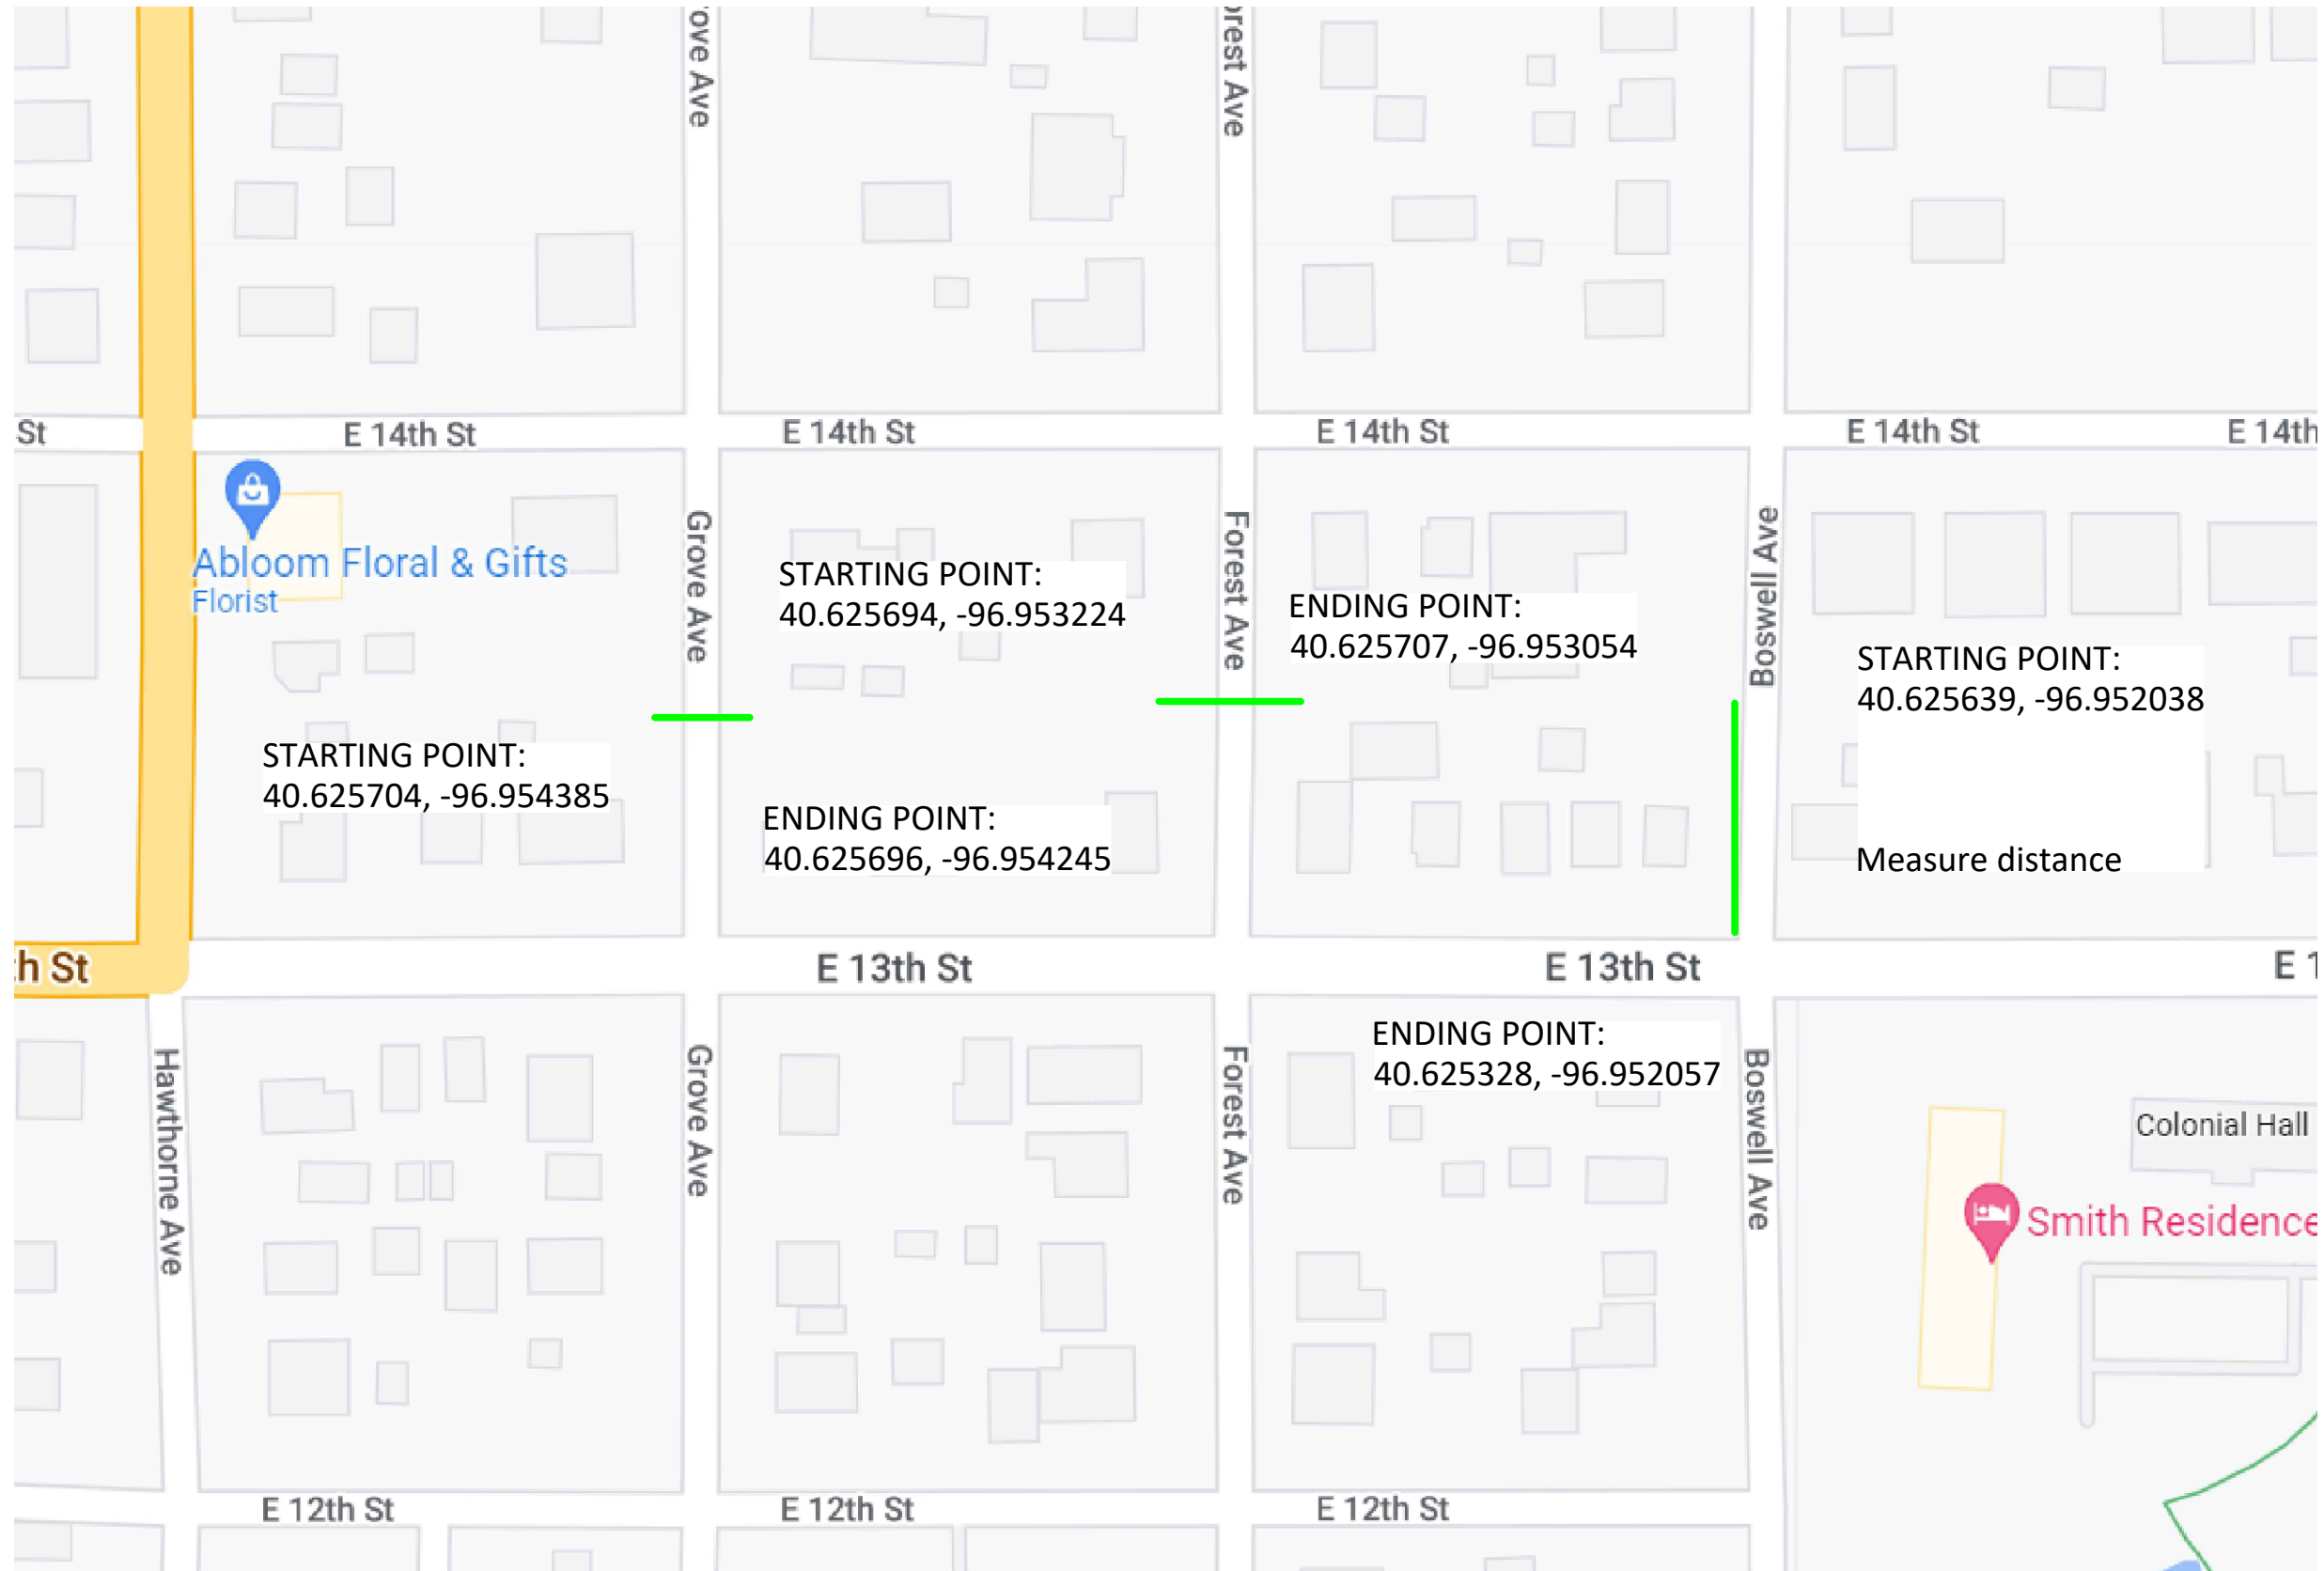 ove Ave
rest Ave
St
E 14th St
E 14th St
E 14th St
E 14th St
E 14th
Abloom Floral & Gifts
Florist
Grove Ave
STARTING POINT:
40.625694, -96.953224
Forest Ave
ENDING POINT:
40.625707, -96.953054
Boswell Ave
STARTING POINT:
40.625639, -96.952038
STARTING POINT:
40.625704, -96.954385
ENDING POINT:
40.625696, -96.954245
Measure distance
h St
E 13th St
E 13th St
E 1
ENDING POINT:
40.625328, -96.952057
Hawthorne Ave
Grove Ave
Forest Ave
Boswell Ave
Colonial Hall
Smith Residence
E 12th St
E 12th St
E 12th St